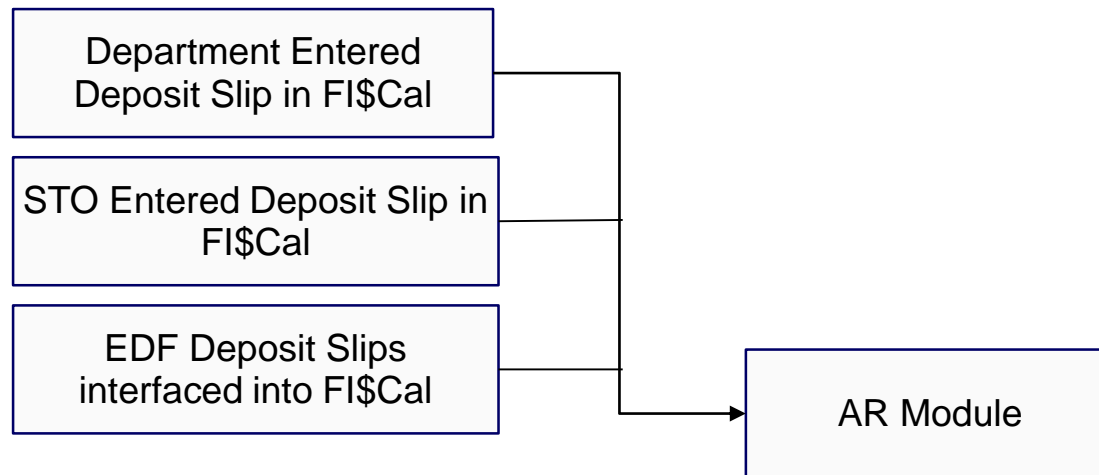 Department Entered
Deposit Slip in FI$Cal
STO Entered Deposit Slip in
FI$Cal
EDF Deposit Slips
interfaced into FI$Cal
AR Module